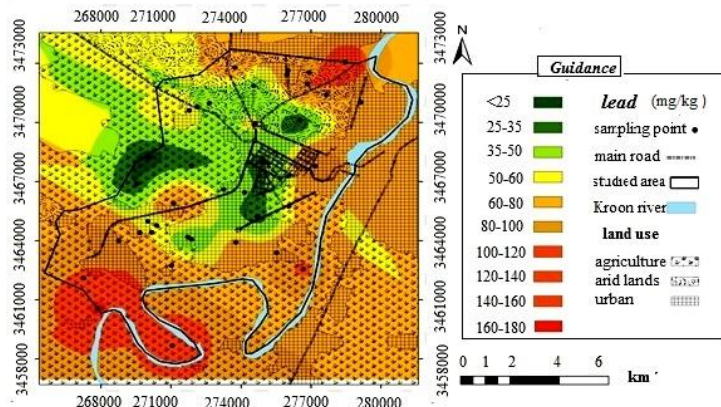 268000 271000 274000 277000 280000
3473000 3470000 3467000 3464000 3461000 3458000
3473000 3470000 3467000 3464000 3461000 3458000
268000 271000 274000 277000 280000
N
Guidance
<25 lead (mg/kg)
25-35 sampling point
35-50 main road
50-60 studied area
60-80 Kroon river
80-100 land use
100-120 agriculture
120-140 arid lands
140-160 urban
160-180
0 1 2 4 6
km